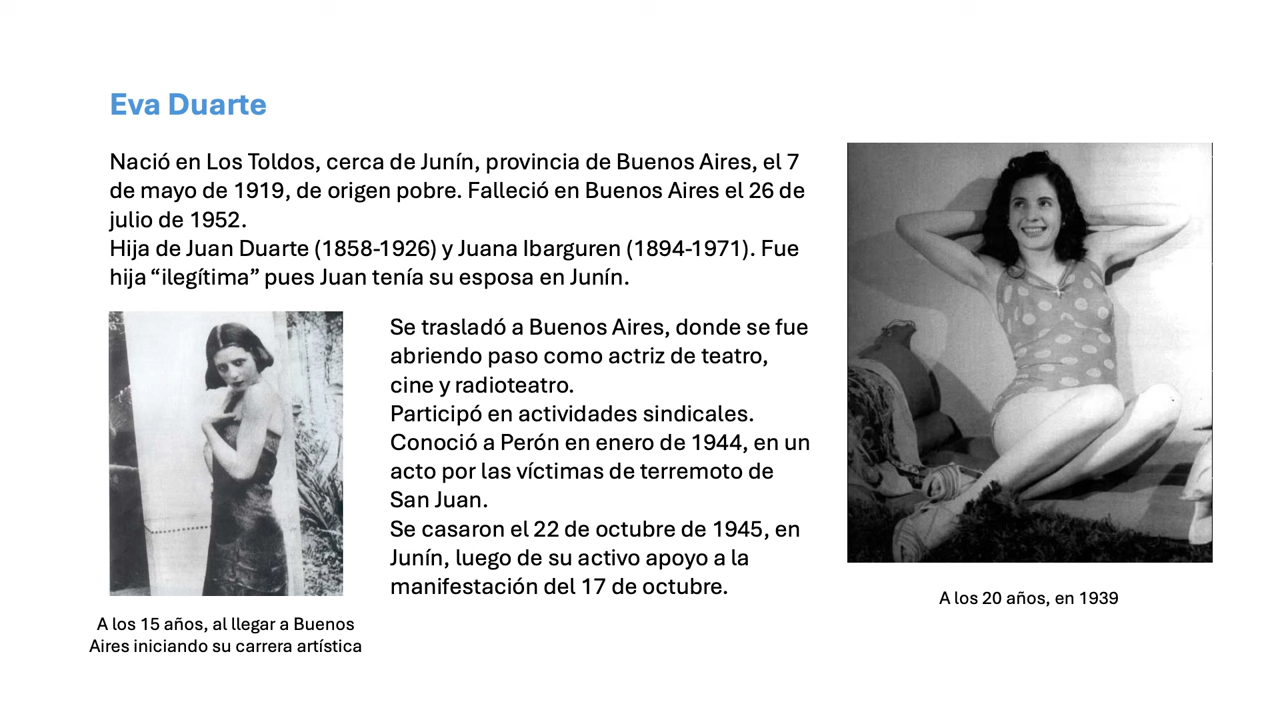 Eva Duarte
Nació en Los Toldos, cerca de Junín, provincia de Buenos Aires, el 7
de mayo de 1919, de origen pobre. Falleció en Buenos Aires el 26 de
julio de 1952.
Hija de Juan Duarte (1858-1926) y Juana Ibarguren (1894-1971). Fue
hija “ilegítima” pues Juan tenía su esposa en Junín.
Se trasladó a Buenos Aires, donde se fue
abriendo paso como actriz de teatro,
cine y radioteatro.
Participó en actividades sindicales.
Conoció a Perón en enero de 1944, en un
acto por las víctimas de terremoto de
San Juan.
Se casaron el 22 de octubre de 1945, en
Junín, luego de su activo apoyo a la
manifestación del 17 de octubre.
A los 15 años, al llegar a Buenos
Aires iniciando su carrera artística
A los 20 años, en 1939